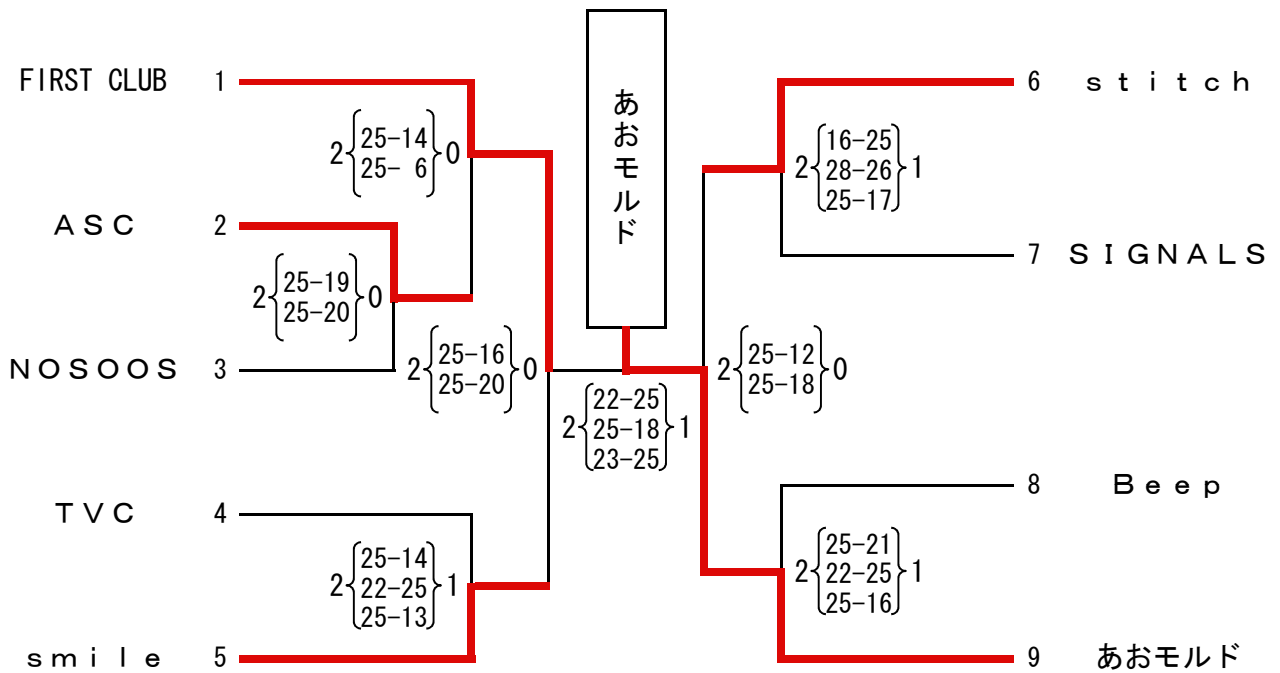 FIRST CLUB 1
2 25-14 0
25- 6
ASC 2
2 25-19 0
25-20
NOSOOS 3
2 25-16 0
25-20
TVC 4
2 25-14 1
22-25
25-13
smile 5
あおモルド
2 22-25 1
25-18
23-25
6 stitch
2 16-25 1
28-26
25-17
7 SIGNALS
2 25-12 0
25-18
8 Beep
2 25-21 1
22-25
25-16
9 あおモルド